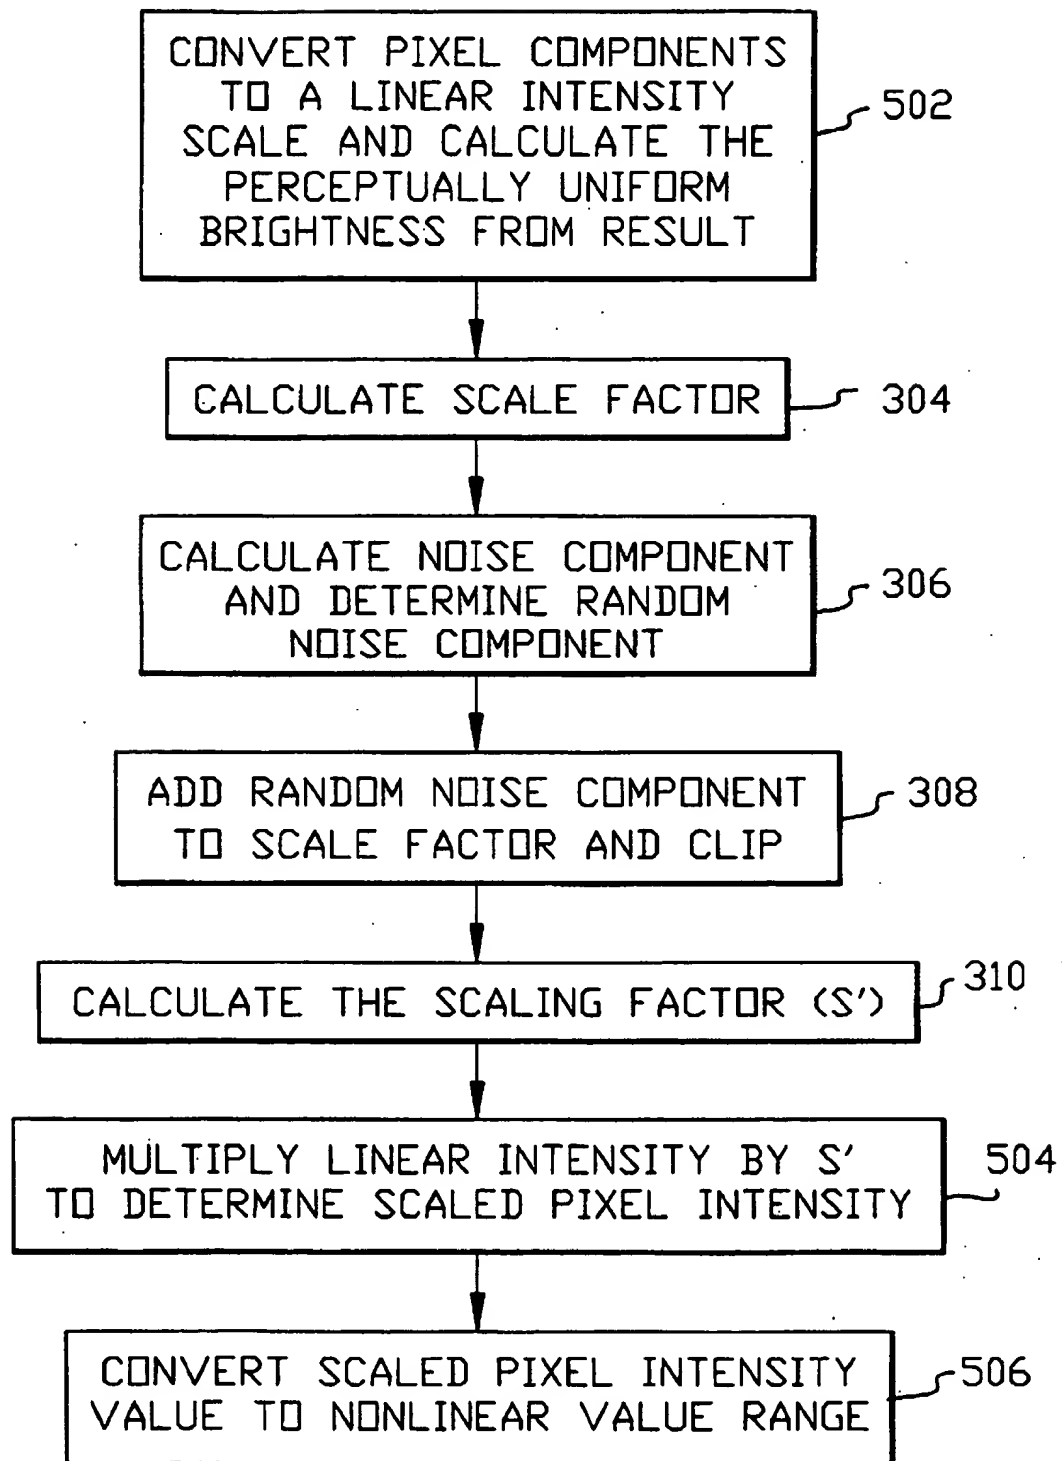 CONVERT PIXEL COMPONENTS
TO A LINEAR INTENSITY
SCALE AND CALCULATE THE
PERCEPTUALLY UNIFORM
BRIGHTNESS FROM RESULT
502
CALCULATE SCALE FACTOR
304
CALCULATE NOISE COMPONENT
AND DETERMINE RANDOM
NOISE COMPONENT
306
ADD RANDOM NOISE COMPONENT
TO SCALE FACTOR AND CLIP
308
CALCULATE THE SCALING FACTOR (S')
310
MULTIPLY LINEAR INTENSITY BY S'
TO DETERMINE SCALED PIXEL INTENSITY
504
CONVERT SCALED PIXEL INTENSITY
VALUE TO NONLINEAR VALUE RANGE
506